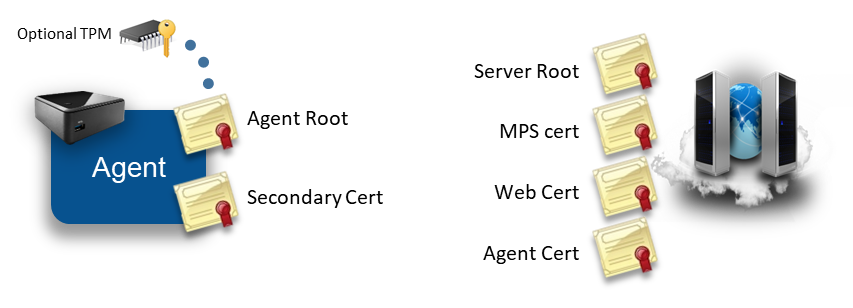 Optional TPM
Agent
Agent Root
Secondary Cert
Server Root
MPS cert
Web Cert
Agent Cert